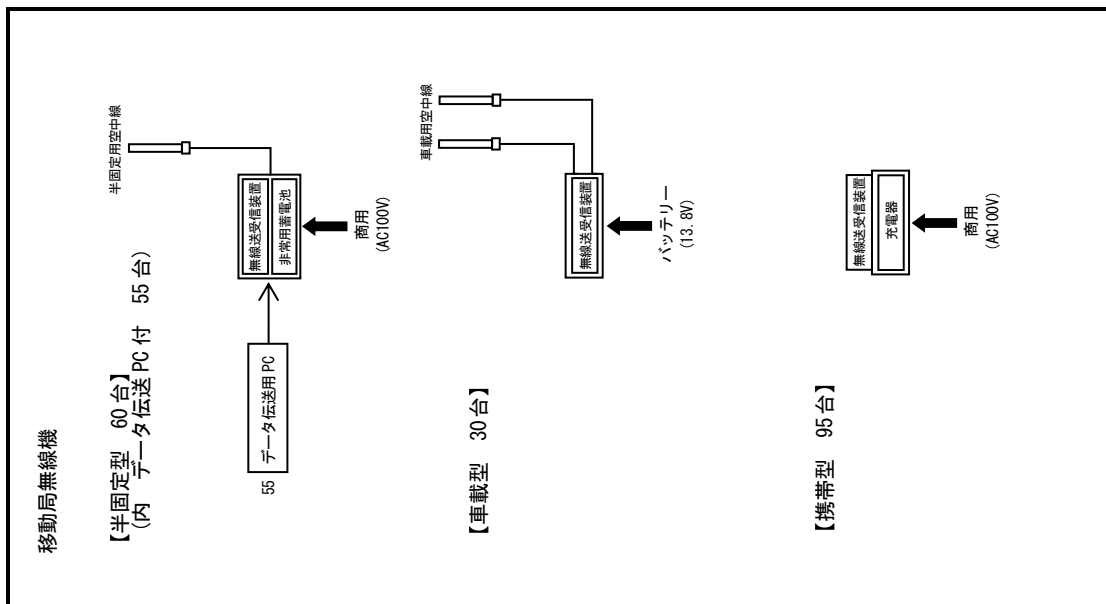 移動局無線機
【半固定型　60台】
(内　データ伝送PC付　55台)
55
データ伝送用PC
無線送受信装置
非常用蓄電池
半固定用空中線
商用
(AC100V)
【車載型　30台】
無線送受信装置
車載用空中線
バッテリー
(13.8V)
【携帯型　95台】
無線送受信装置
充電器
商用
(AC100V)